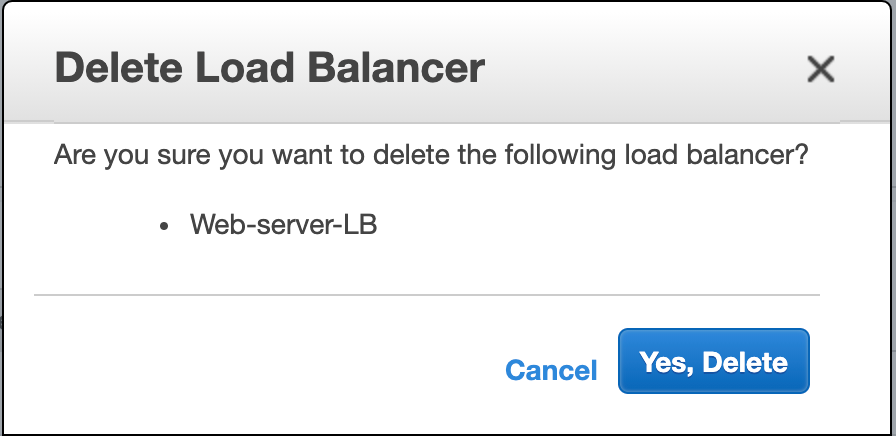 Delete Load Balancer
Are you sure you want to delete the following load balancer?
• Web-server-LB
Cancel
Yes, Delete